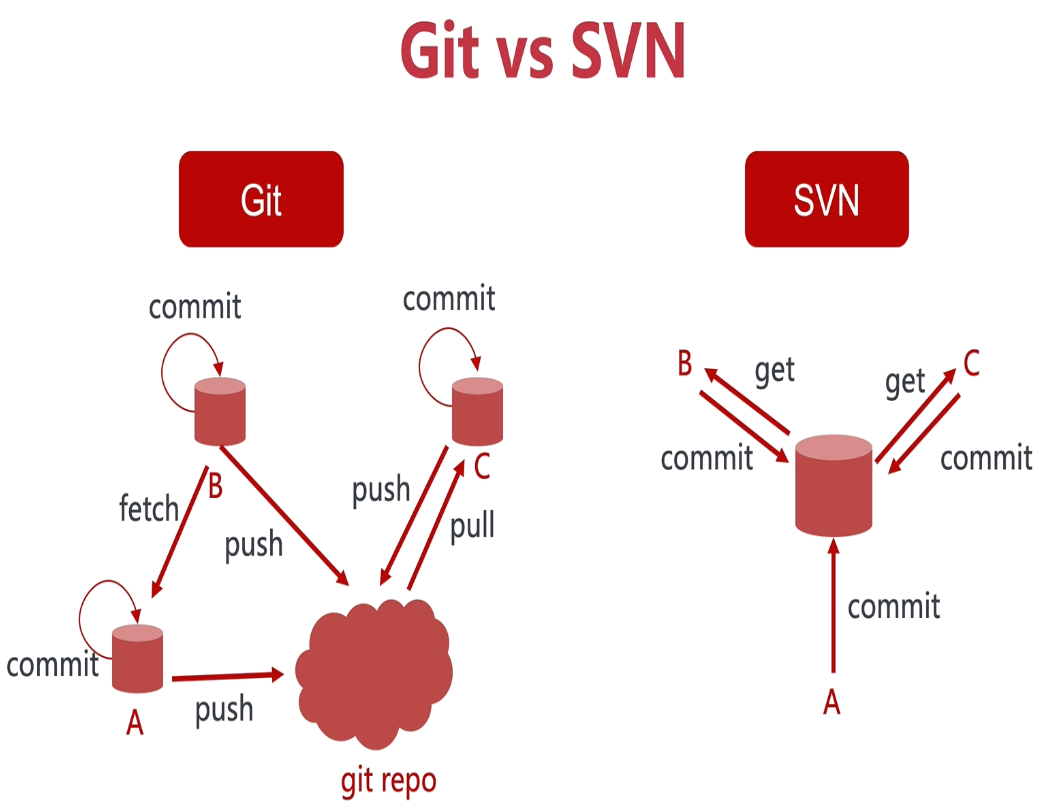 Git vs SVN
Git
SVN
commit
commit
B
get
get
C
commit
commit
push
C
B
fetch
pull
push
commit
commit
A
push
A
git repo